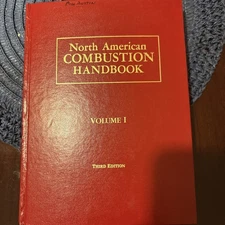 North American
COMBUSTION
HANDBOOK
VOLUME I
THIRD EDITION